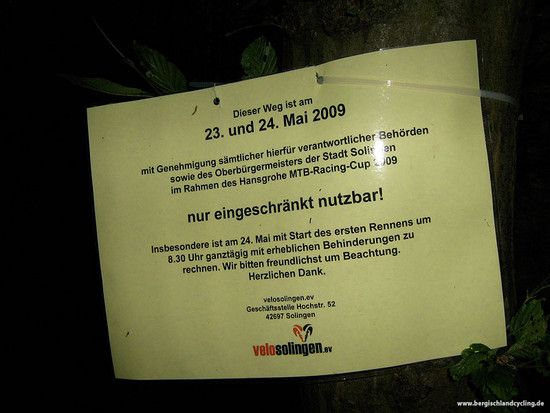 Dieser Weg ist am
23. und 24. Mai 2009
mit Genehmigung sämtlicher hierfür verantwortlicher Behörden
sowie des Oberbürgermeisters der Stadt Solingen
im Rahmen des Hansgrohe MTB-Racing-Cup 2009
nur eingeschränkt nutzbar!
Insbesondere ist am 24. Mai mit Start des ersten Rennens um
8.30 Uhr ganztägig mit erheblichen Behinderungen zu
rechnen. Wir bitten freundlichst um Beachtung.
Herzlichen Dank.
velosolingen.ev
Geschäftsstelle Hochstr. 52
42697 Solingen
velosolingen.ev
www.bergischlandcycling.de